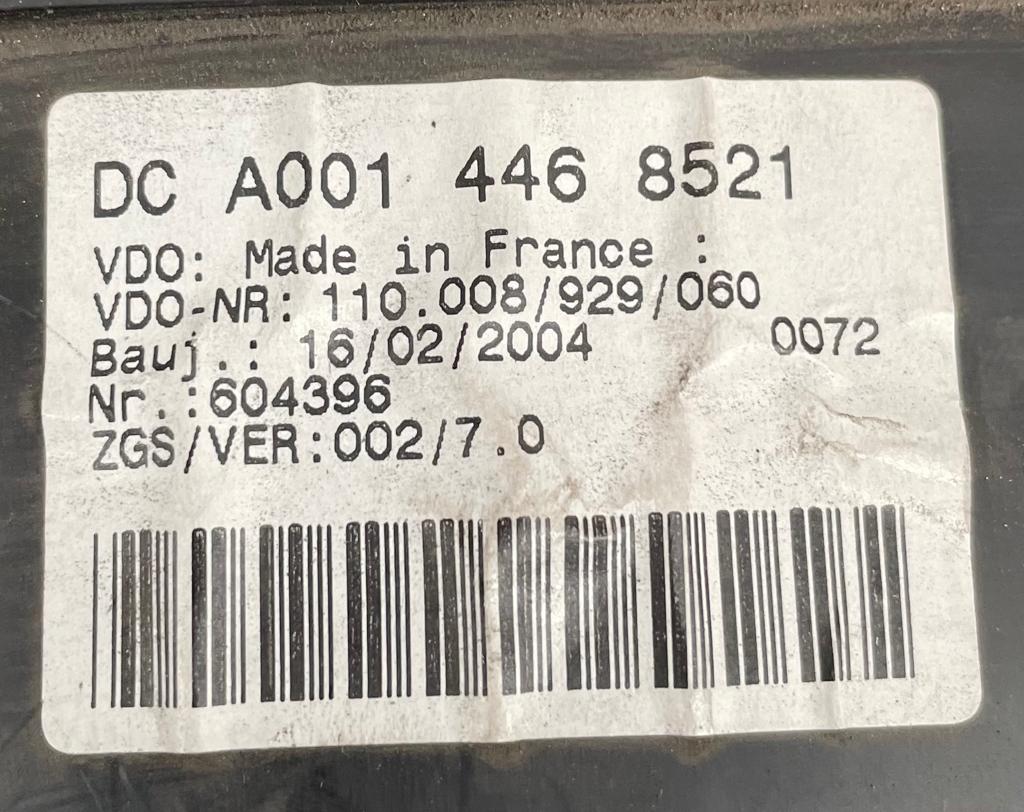 DC A001 446 8521
VDO: Made in France :
VDO-NR: 110.008/929/060
Bauj.: 16/02/2004 0072
Nr.:604396
ZGS/VER:002/7.0